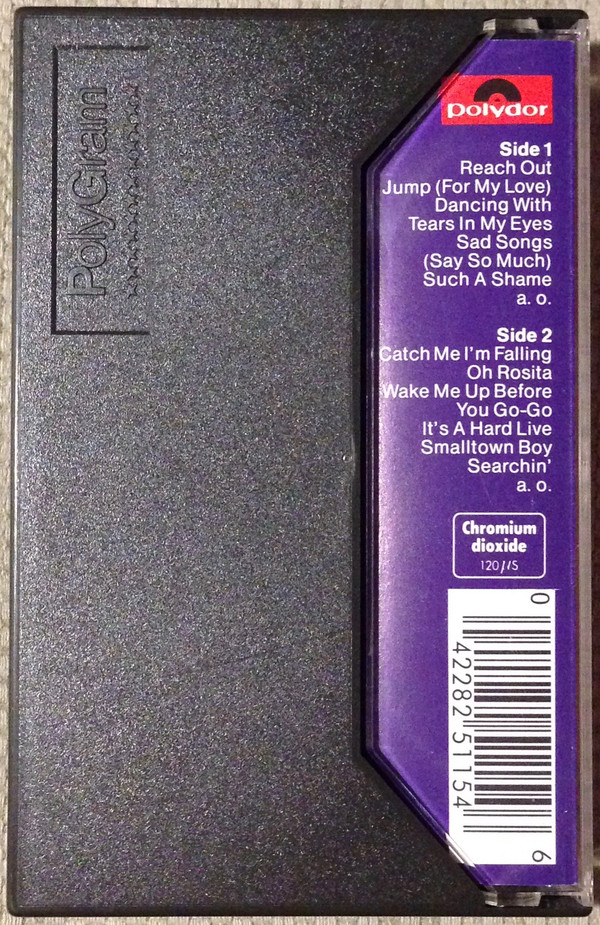 PolyGram
polydor
Side 1
Reach Out
Jump (For My Love)
Dancing With
Tears In My Eyes
Sad Songs
(Say So Much)
Such A Shame
a. o.
Side 2
Catch Me I'm Falling
Oh Rosita
Wake Me Up Before
You Go-Go
It's A Hard Live
Smalltown Boy
Searchin'
a. o.
Chromium
dioxide
120 μs
0 42282 51154 6